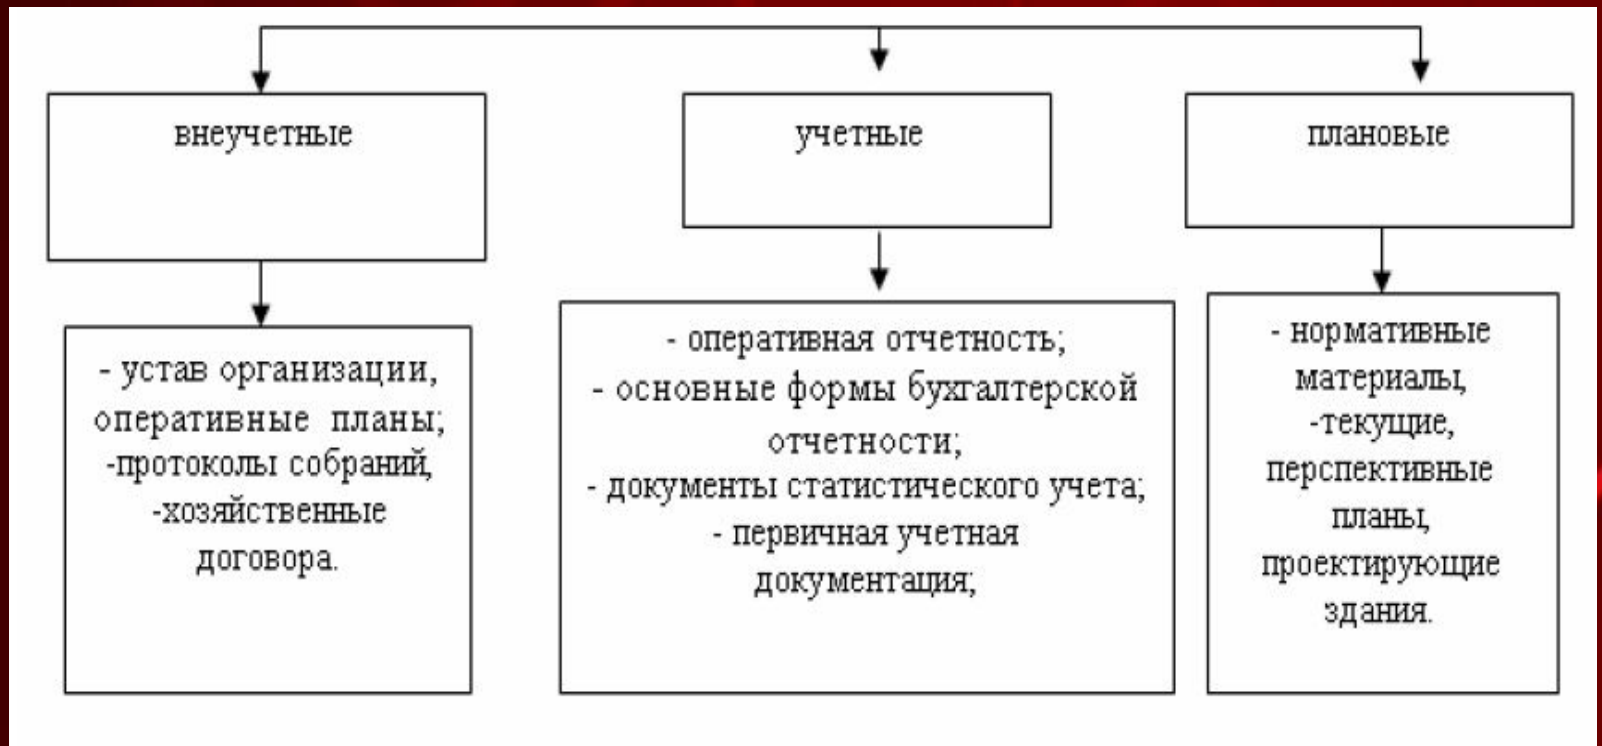 внеучетные
учетные
плановые
- устав организации,
оперативные планы;
-протоколы собраний,
-хозяйственные
договора.
- оперативная отчетность;
- основные формы бухгалтерской
отчетности;
- документы статистического учета;
- первичная учетная
документация;
- нормативные
материалы,
-текущие,
перспективные
планы,
проектирующие
здания.